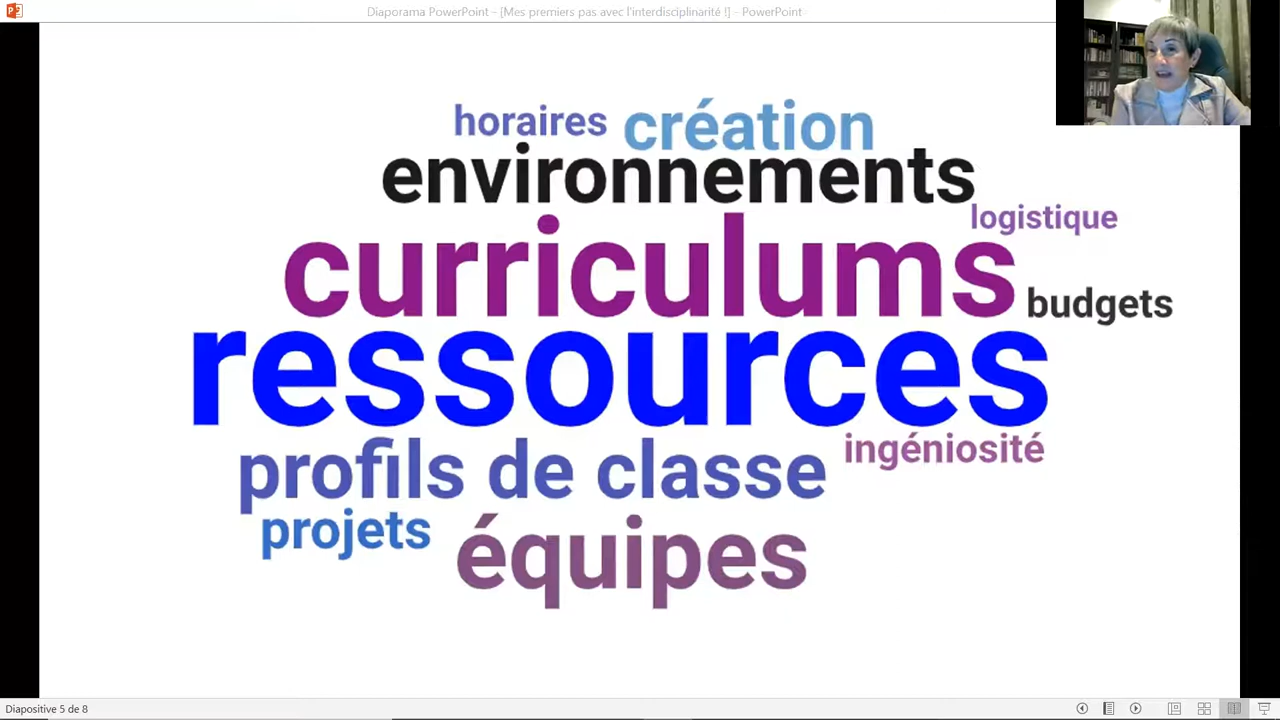 Diaporama PowerPoint - [Mes premiers pas avec l'interdisciplinarité !] - PowerPoint
horaires création
environnements
logistique
curriculums
budgets
ressources
ingéniosité
profils de classe
projets
équipes
Diapositive 5 de 8